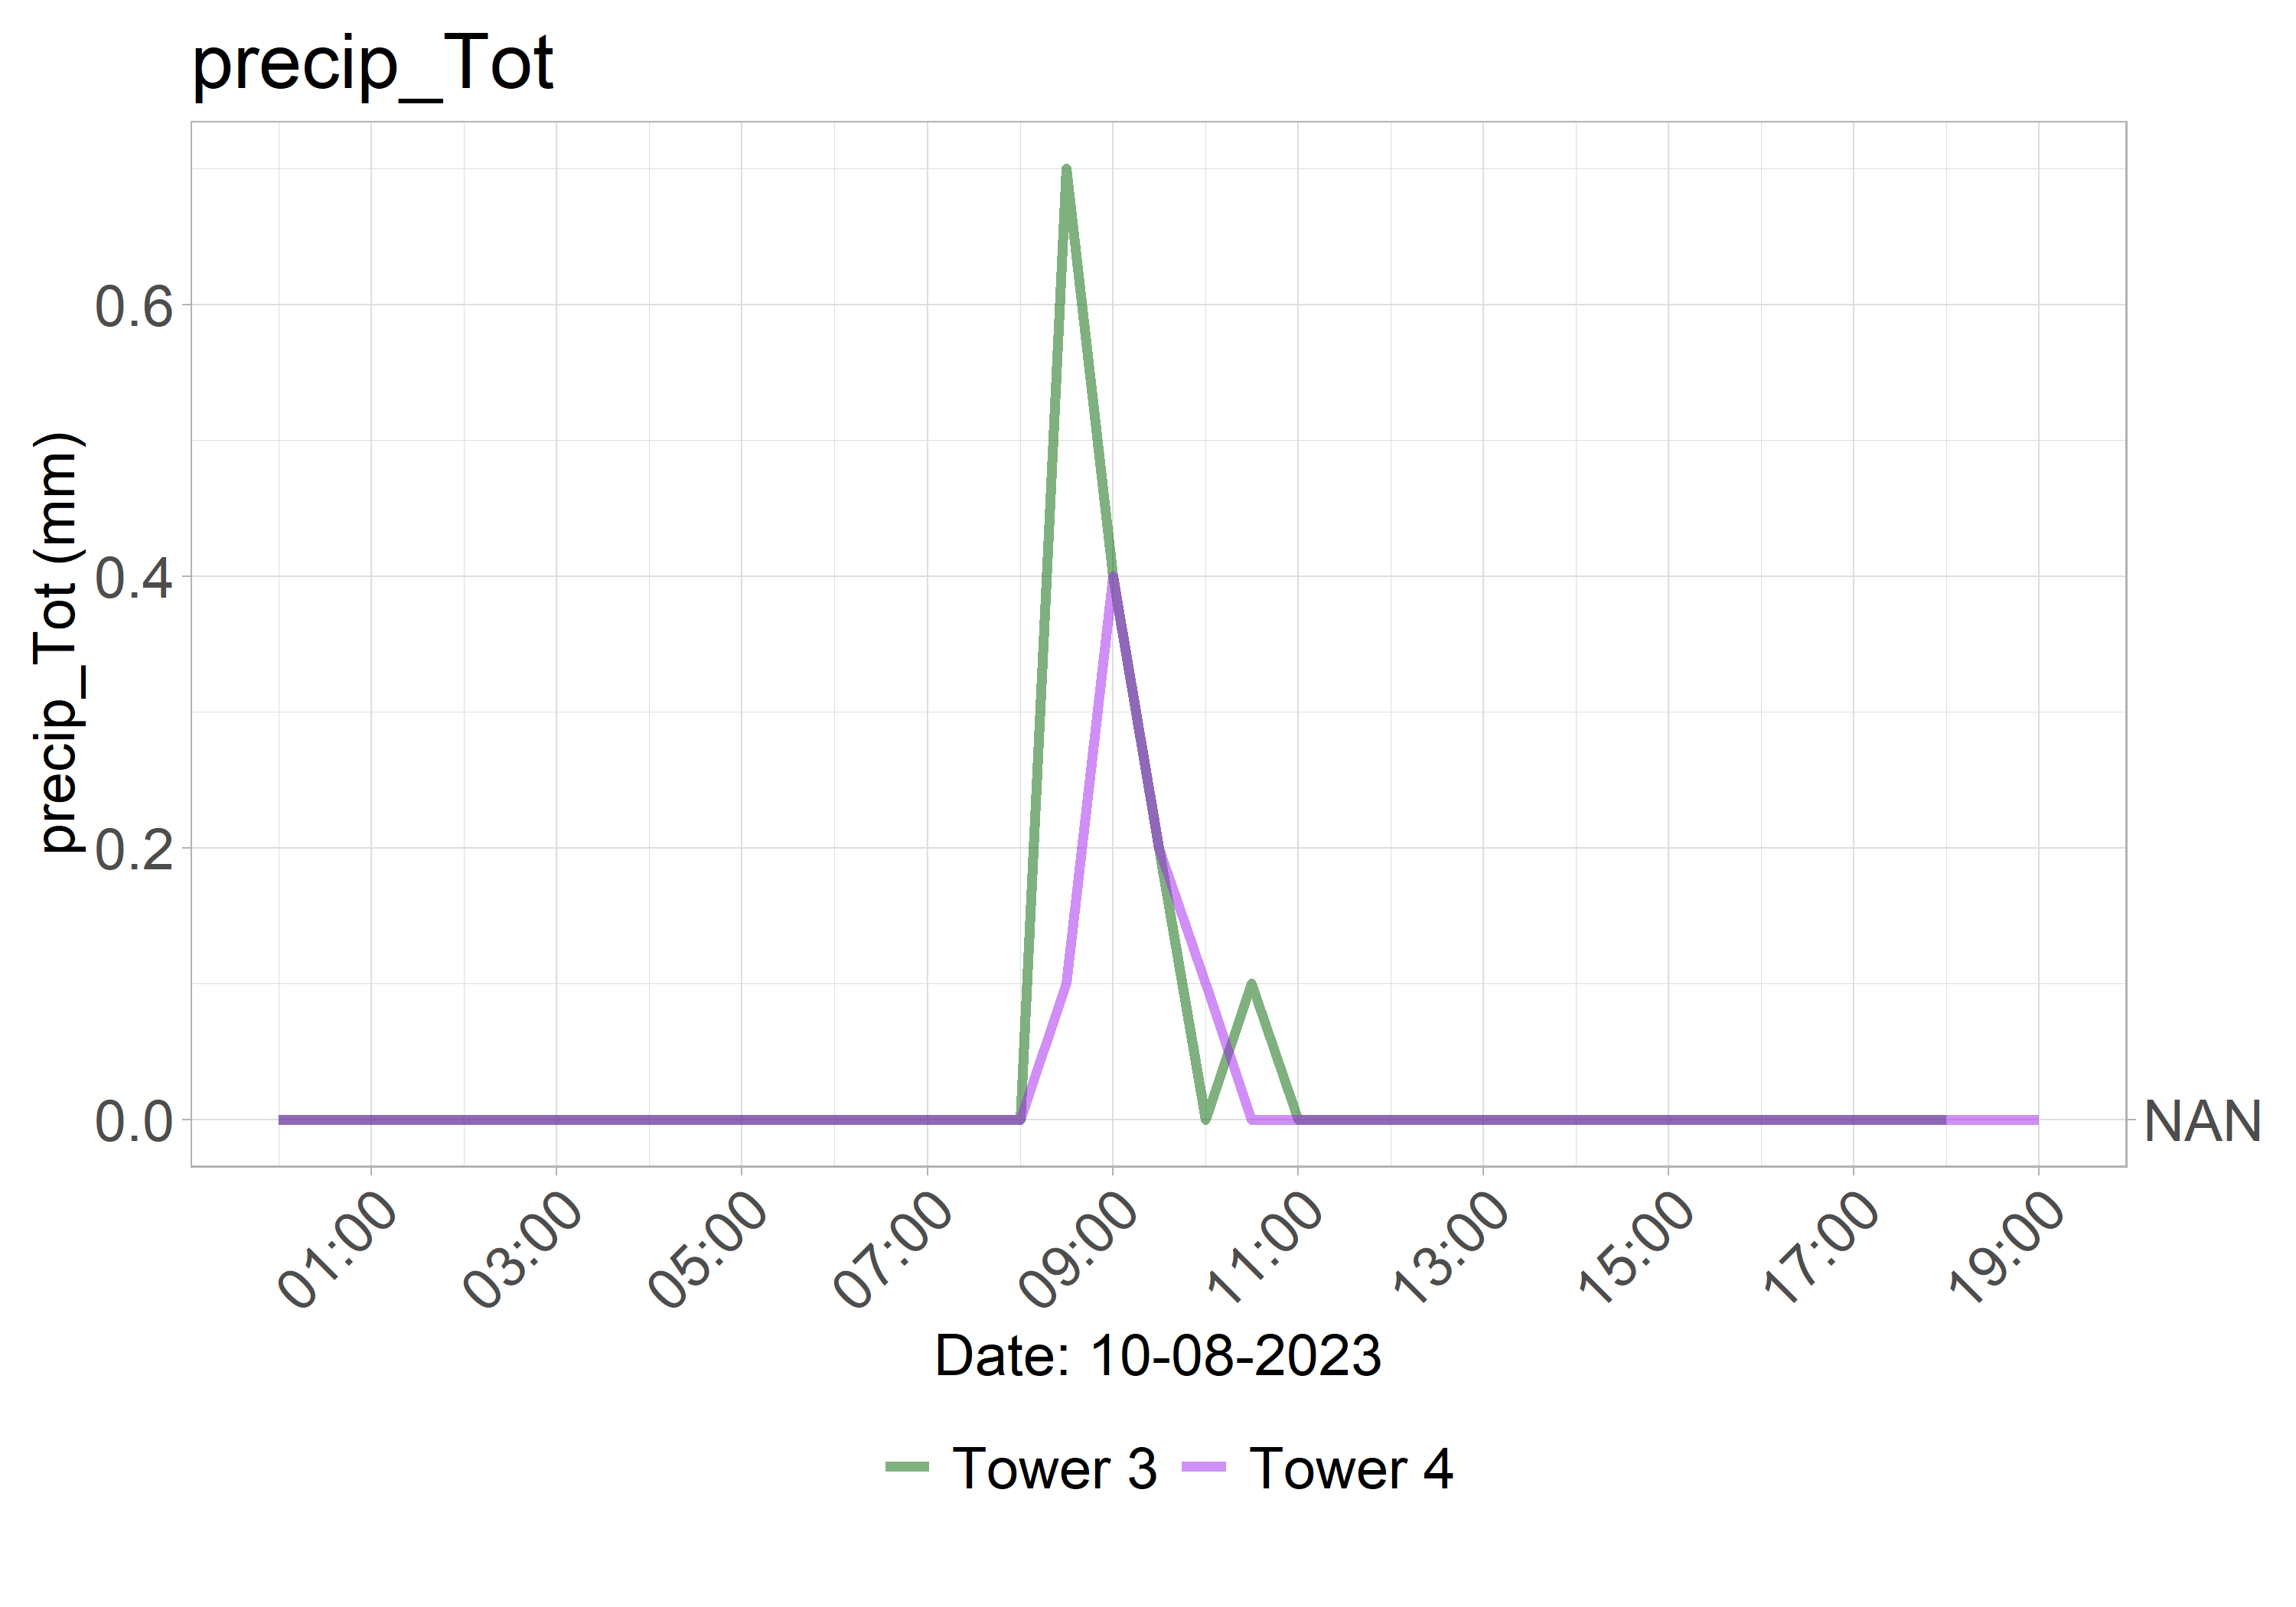 precip_Tot
precip_Tot (mm)
0.6
0.4
0.2
0.0
NAN
01:00 03:00 05:00 07:00 09:00 11:00 13:00 15:00 17:00 19:00
Date: 10-08-2023
Tower 3 Tower 4